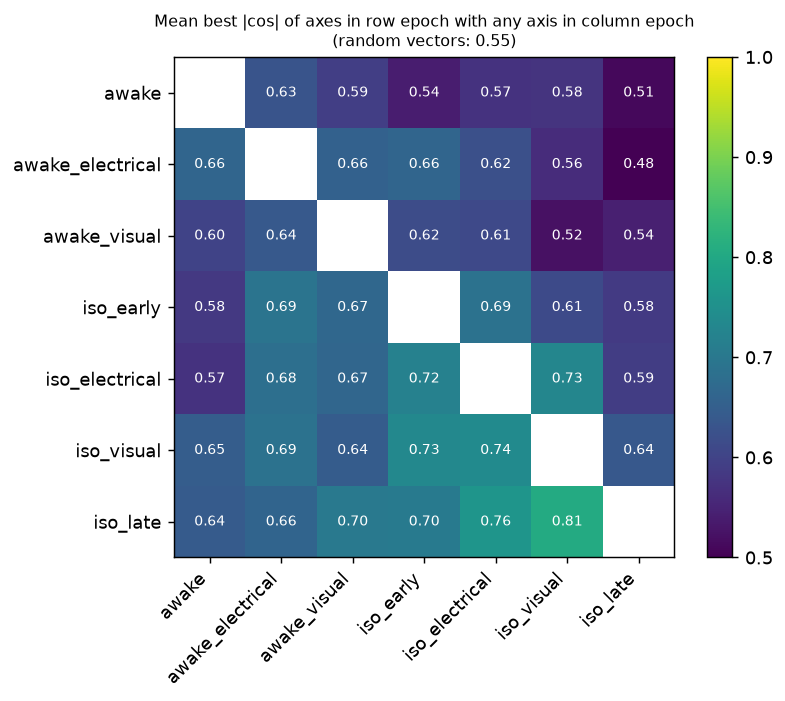 Mean best |cos| of axes in row epoch with any axis in column epoch
(random vectors: 0.55)
awake 0.63 0.59 0.54 0.57 0.58 0.51
awake_electrical 0.66 0.66 0.66 0.62 0.56 0.48
awake_visual 0.60 0.64 0.62 0.61 0.52 0.54
iso_early 0.58 0.69 0.67 0.69 0.61 0.58
iso_electrical 0.57 0.68 0.67 0.72 0.73 0.59
iso_visual 0.65 0.69 0.64 0.73 0.74 0.64
iso_late 0.64 0.66 0.70 0.70 0.76 0.81
awake
awake_electrical
awake_visual
iso_early
iso_electrical
iso_visual
iso_late
1.0
0.9
0.8
0.7
0.6
0.5